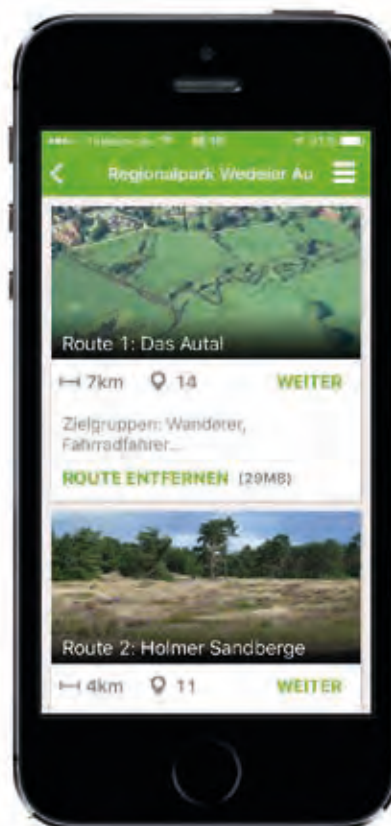 Regionalpark Wedeler Au
Route 1: Das Autal
7km 14 WEITER
Zielgruppen: Wanderer,
Fahrradfahrer...
ROUTE ENTFERNEN (29MB)
Route 2: Holmer Sandberge
4km 11 WEITER